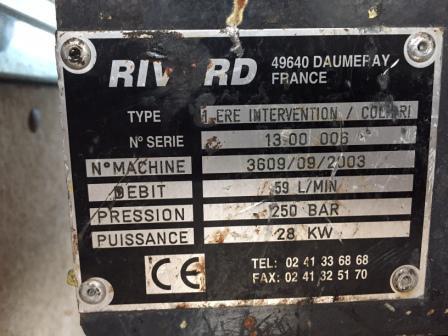 RIV RD 49640 DAUMERAY
FRANCE
TYPE 1 ERE INTERVENTION / COLMARI
N° SERIE 13 00 006
N° MACHINE 3609/09/2003
DEBIT 59 L/MIN
PRESSION 250 BAR
PUISSANCE 28 KW
CE TEL: 02 41 33 68 68
FAX: 02 41 32 51 70